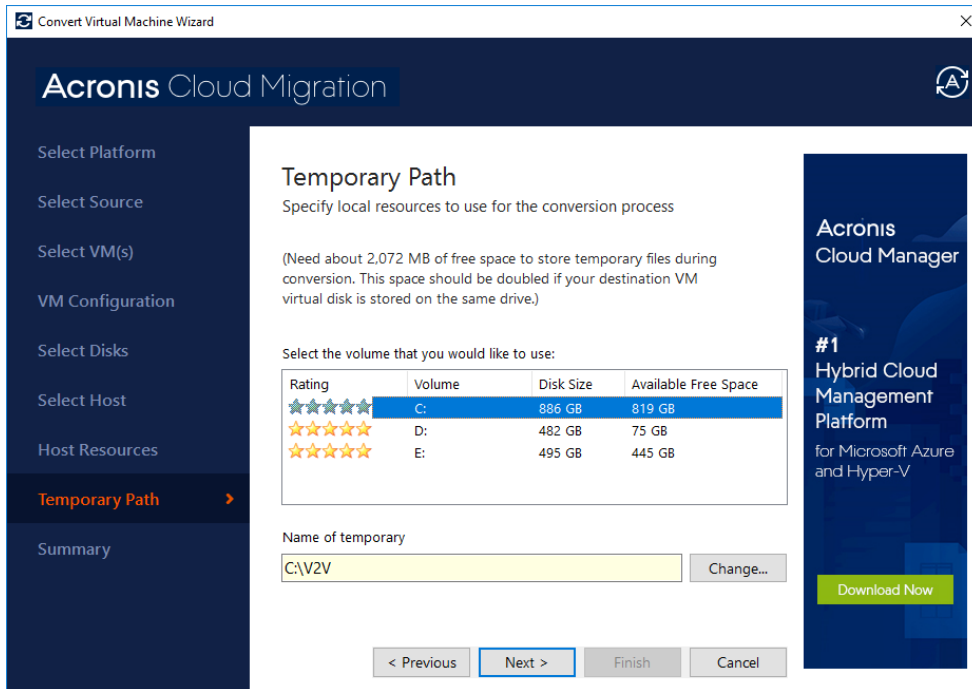 Convert Virtual Machine Wizard
Acronis Cloud Migration
Select Platform
Select Source
Select VM(s)
VM Configuration
Select Disks
Select Host
Host Resources
Temporary Path
Summary
Temporary Path
Specify local resources to use for the conversion process
(Need about 2,072 MB of free space to store temporary files during
conversion. This space should be doubled if your destination VM
virtual disk is stored on the same drive.)
Select the volume that you would like to use:
Rating Volume Disk Size Available Free Space
C: 886 GB 819 GB
D: 482 GB 75 GB
E: 495 GB 445 GB
Name of temporary
C:\V2V
Change...
< Previous Next > Finish Cancel
A
Acronis
Cloud Manager
#1
Hybrid Cloud
Management
Platform
for Microsoft Azure
and Hyper-V
Download Now